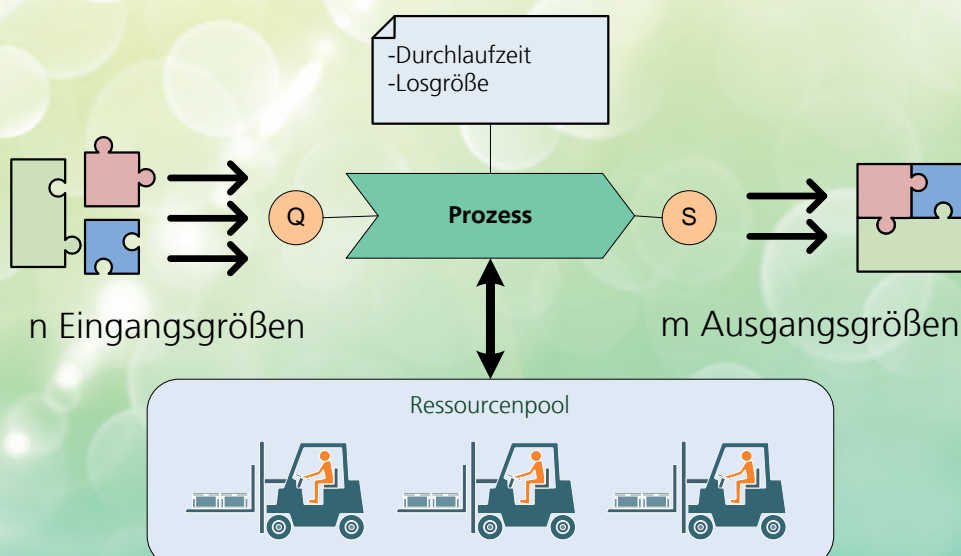 -Durchlaufzeit
-Losgröße
Q
Prozess
S
n Eingangsgrößen
m Ausgangsgrößen
Ressourcenpool